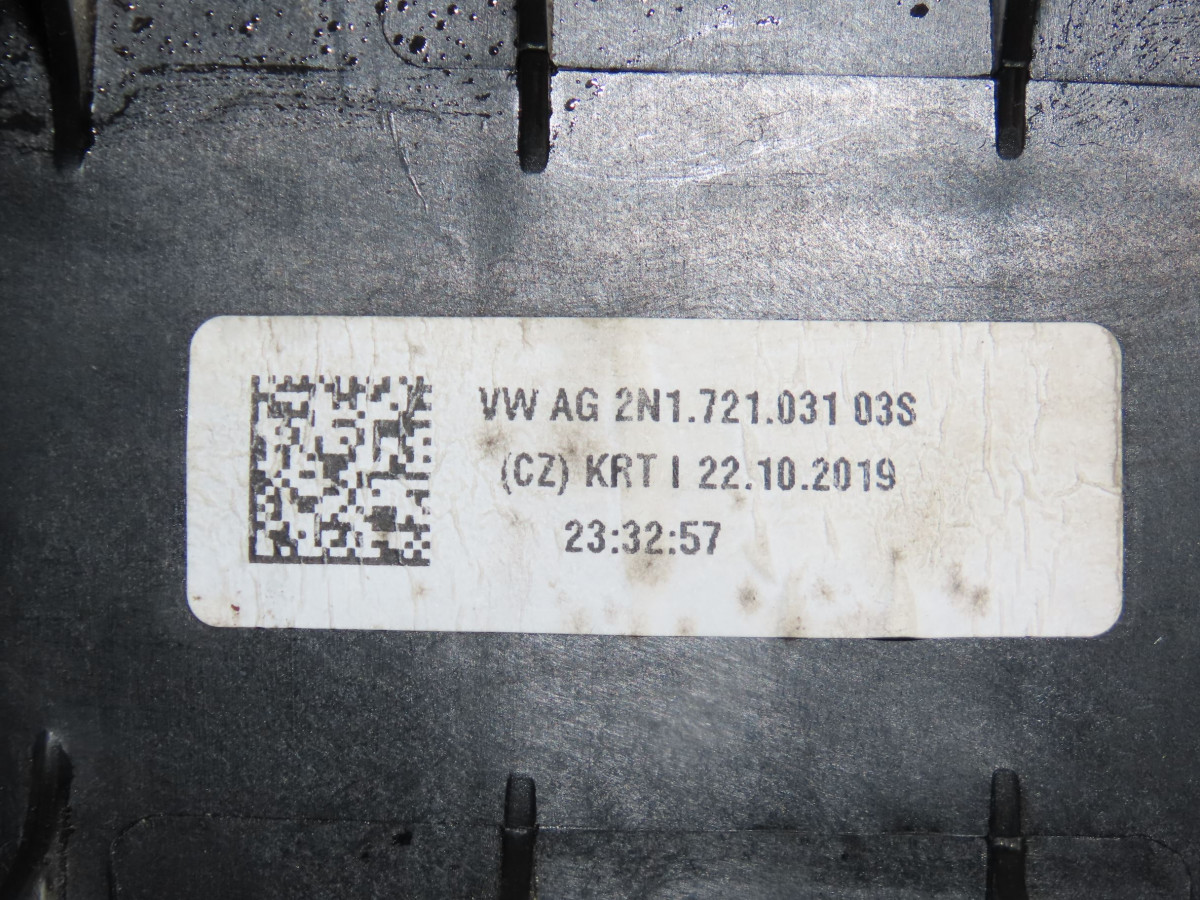 VW AG 2N1.721.031 03S
(CZ) KRT I 22.10.2019
23:32:57